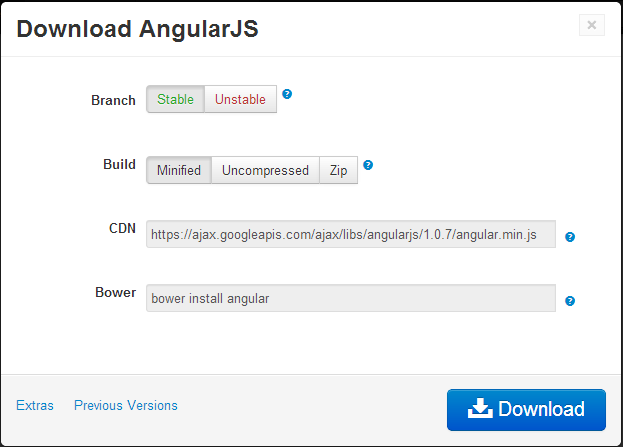 Download AngularJS
×
Branch Stable Unstable ?
Build Minified Uncompressed Zip ?
CDN https://ajax.googleapis.com/ajax/libs/angularjs/1.0.7/angular.min.js ?
Bower bower install angular ?
Extras Previous Versions Download